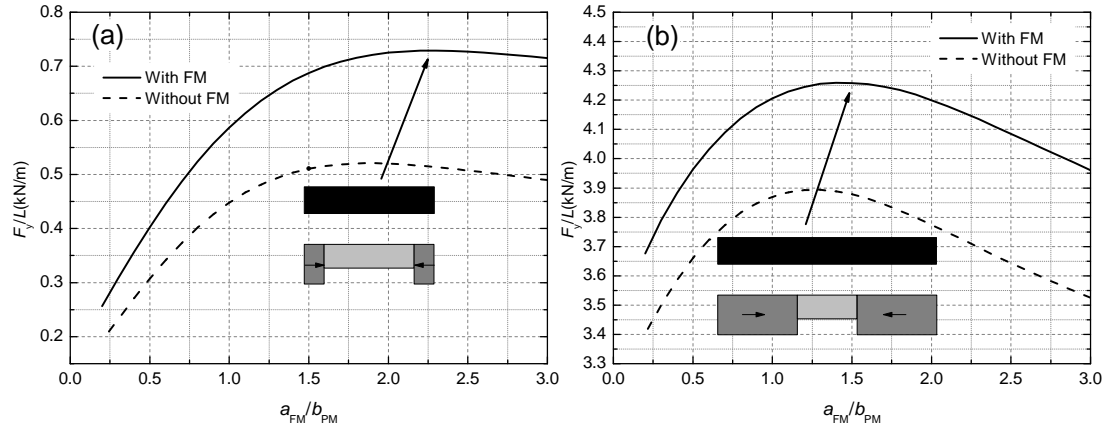 (a)
With FM
Without FM
0.8
0.7
0.6
0.5
0.4
0.3
0.2
F_y/L(kN/m)
0.0 0.5 1.0 1.5 2.0 2.5 3.0
a_FM/b_PM
(b)
With FM
Without FM
4.5
4.4
4.3
4.2
4.1
4.0
3.9
3.8
3.7
3.6
3.5
3.4
3.3
F_y/L(kN/m)
0.0 0.5 1.0 1.5 2.0 2.5 3.0
a_FM/b_PM